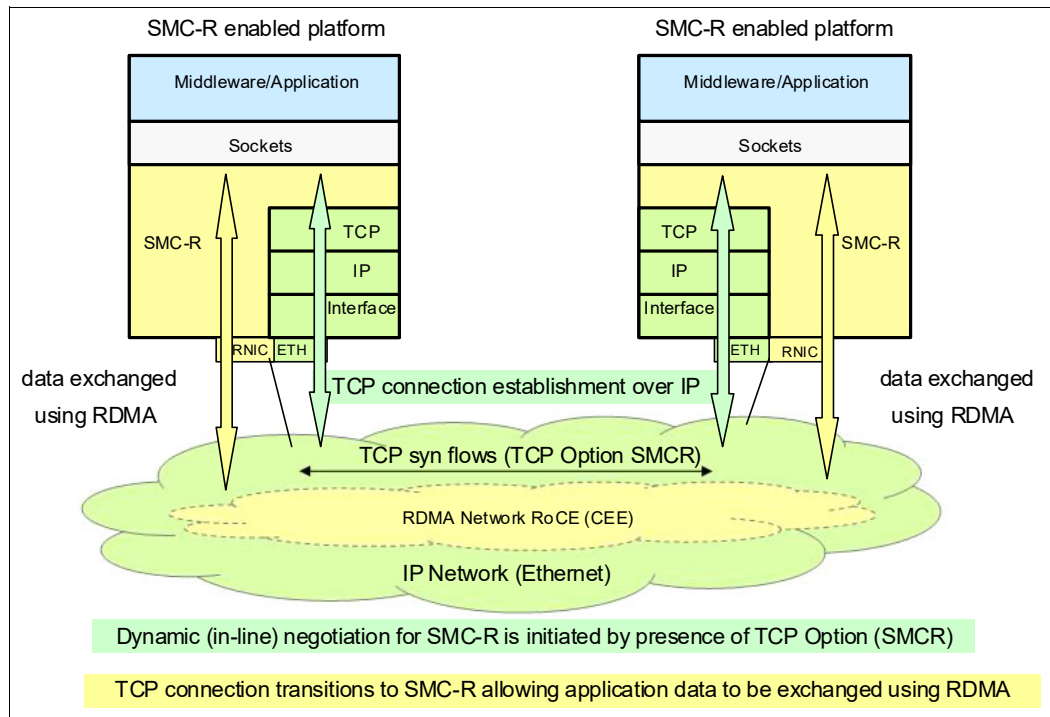 SMC-R enabled platform
SMC-R enabled platform
Middleware/Application
Middleware/Application
Sockets
Sockets
SMC-R
TCP
IP
Interface
TCP
IP
Interface
SMC-R
RNIC
ETH
ETH
RNIC
data exchanged
using RDMA
TCP connection establishment over IP
data exchanged
using RDMA
TCP syn flows (TCP Option SMCR)
RDMA Network RoCE (CEE)
IP Network (Ethernet)
Dynamic (in-line) negotiation for SMC-R is initiated by presence of TCP Option (SMCR)
TCP connection transitions to SMC-R allowing application data to be exchanged using RDMA